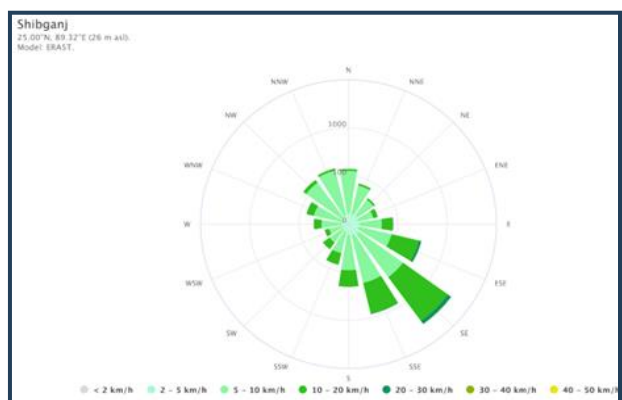 Shibganj
25.00°N, 89.32°E (26 m asl).
Model: ERA5T.
N
NNW
NNE
NW
NE
1000
WNW
ENE
500
W
0
E
WSW
ESE
SW
SE
SSW
SSE
S
< 2 km/h
2 - 5 km/h
5 - 10 km/h
10 - 20 km/h
20 - 30 km/h
30 - 40 km/h
40 - 50 km/h